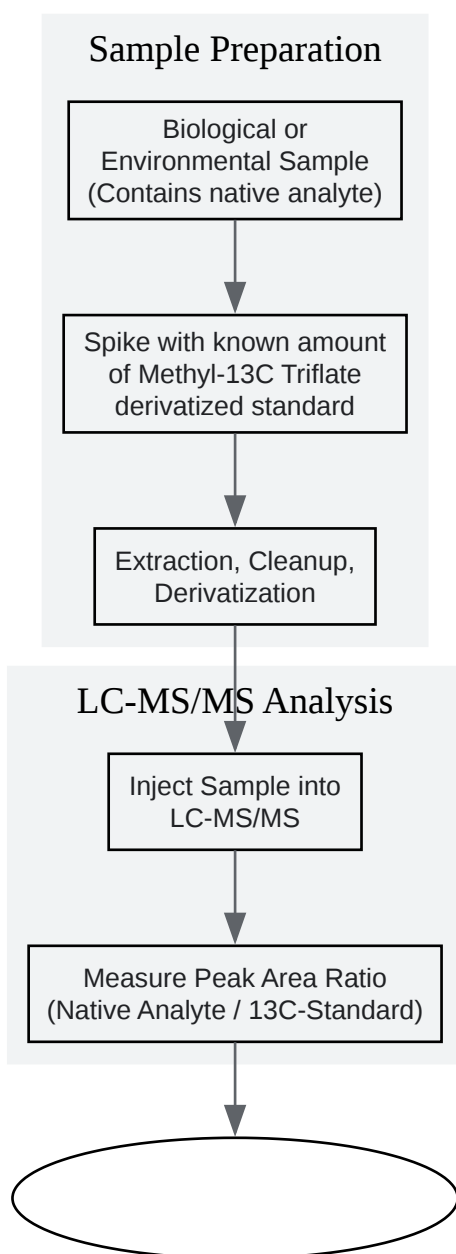 Sample Preparation
Biological or
Environmental Sample
(Contains native analyte)
Spike with known amount
of Methyl-13C Triflate
derivatized standard
Extraction, Cleanup,
Derivatization
LC-MS/MS Analysis
Inject Sample into
LC-MS/MS
Measure Peak Area Ratio
(Native Analyte / 13C-Standard)